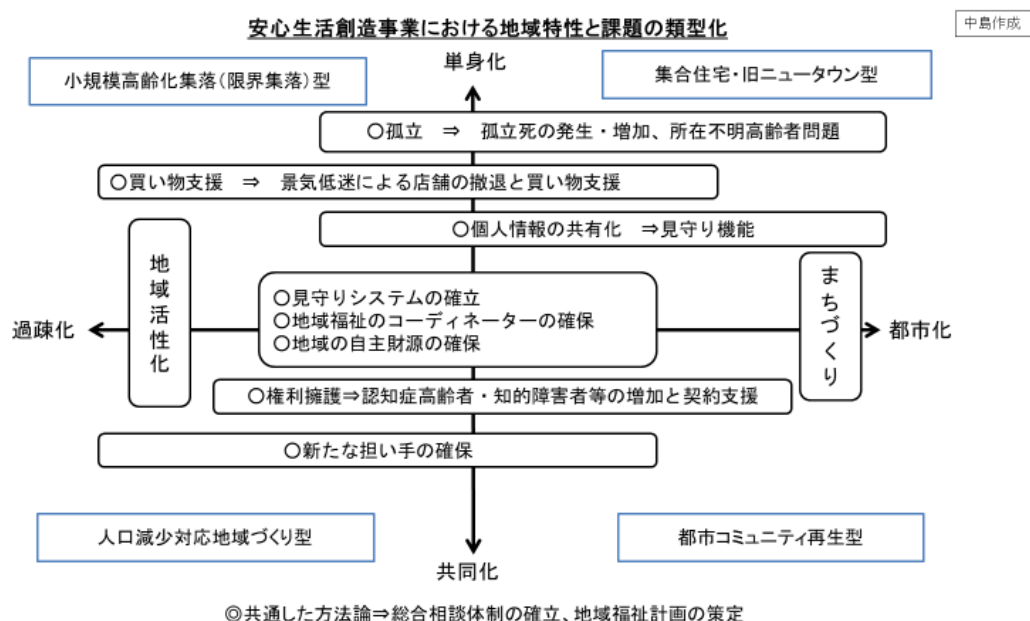 安心生活創造事業における地域特性と課題の類型化
中島作成
単身化
小規模高齢化集落(限界集落)型
集合住宅・旧ニュータウン型
○孤立 ⇒ 孤立死の発生・増加、所在不明高齢者問題
○買い物支援 ⇒ 景気低迷による店舗の撤退と買い物支援
○個人情報の共有化 ⇒見守り機能
地域活性化
まちづくり
過疎化
○見守りシステムの確立
○地域福祉のコーディネーターの確保
○地域の自主財源の確保
都市化
○権利擁護⇒認知症高齢者・知的障害者等の増加と契約支援
○新たな担い手の確保
人口減少対応地域づくり型
都市コミュニティ再生型
共同化
◎共通した方法論⇒総合相談体制の確立、地域福祉計画の策定